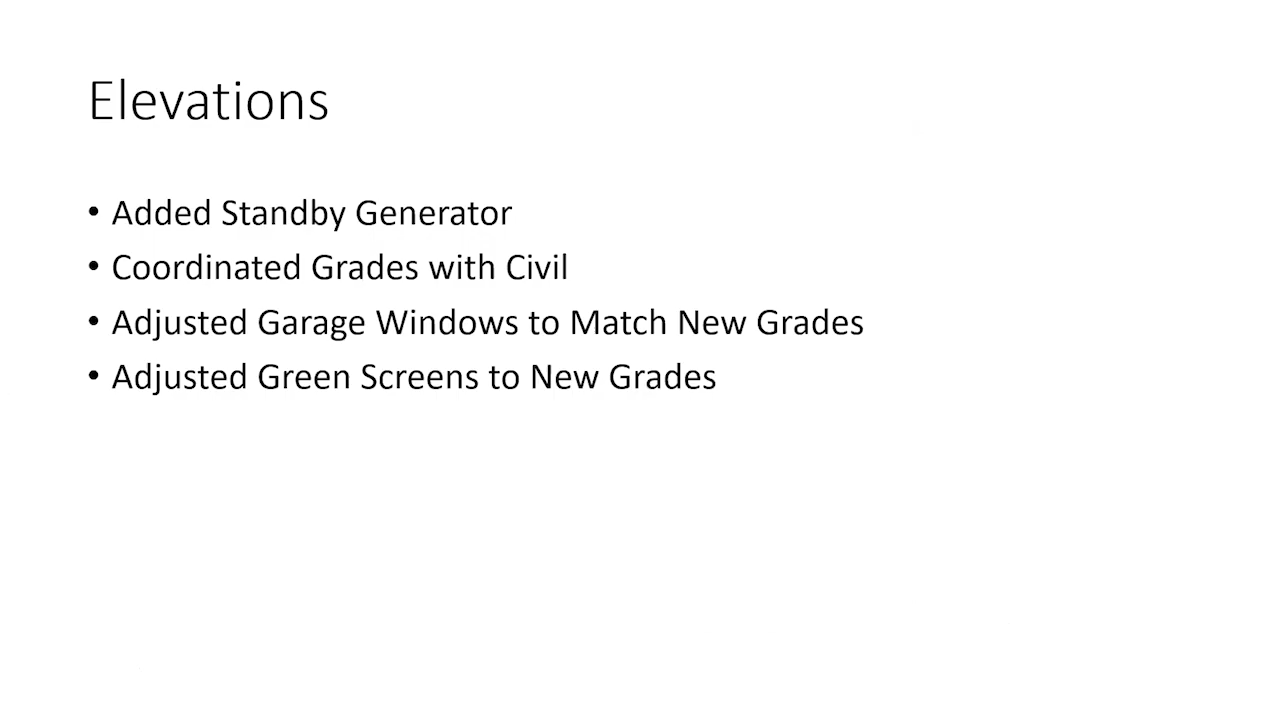 Elevations
• Added Standby Generator
• Coordinated Grades with Civil
• Adjusted Garage Windows to Match New Grades
• Adjusted Green Screens to New Grades